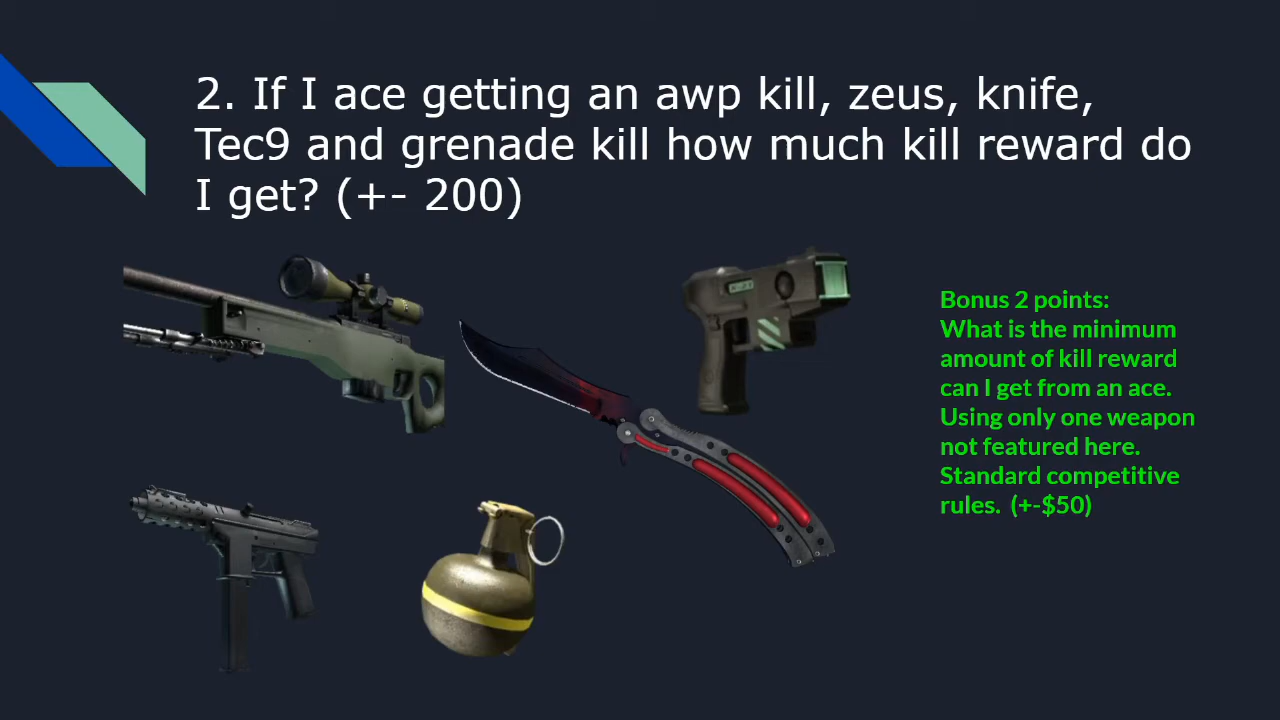 2. If I ace getting an awp kill, zeus, knife,
Tec9 and grenade kill how much kill reward do
I get? (+- 200)
Bonus 2 points:
What is the minimum
amount of kill reward
can I get from an ace.
Using only one weapon
not featured here.
Standard competitive
rules. (+-$50)